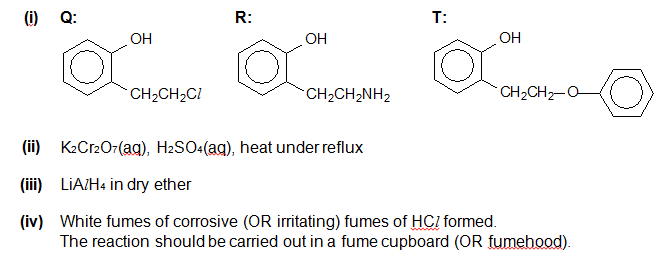 (i) Q: R: T:
OH OH OH
CH₂CH₂Cl CH₂CH₂NH₂ CH₂CH₂–O
(ii) K₂Cr₂O₇(aq), H₂SO₄(aq), heat under reflux
(iii) LiAlH₄ in dry ether
(iv) White fumes of corrosive (OR irritating) fumes of HCl formed.
The reaction should be carried out in a fume cupboard (OR fumehood).